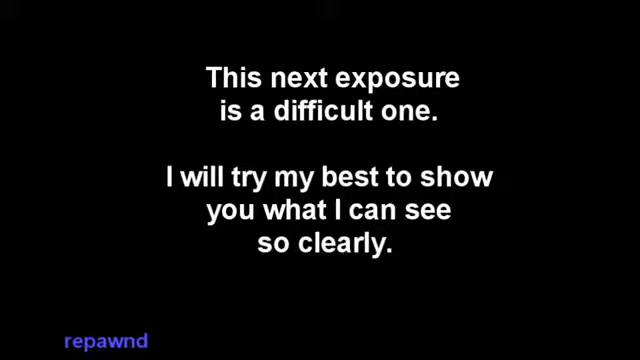 This next exposure
is a difficult one.
I will try my best to show
you what I can see
so clearly.
repawnd